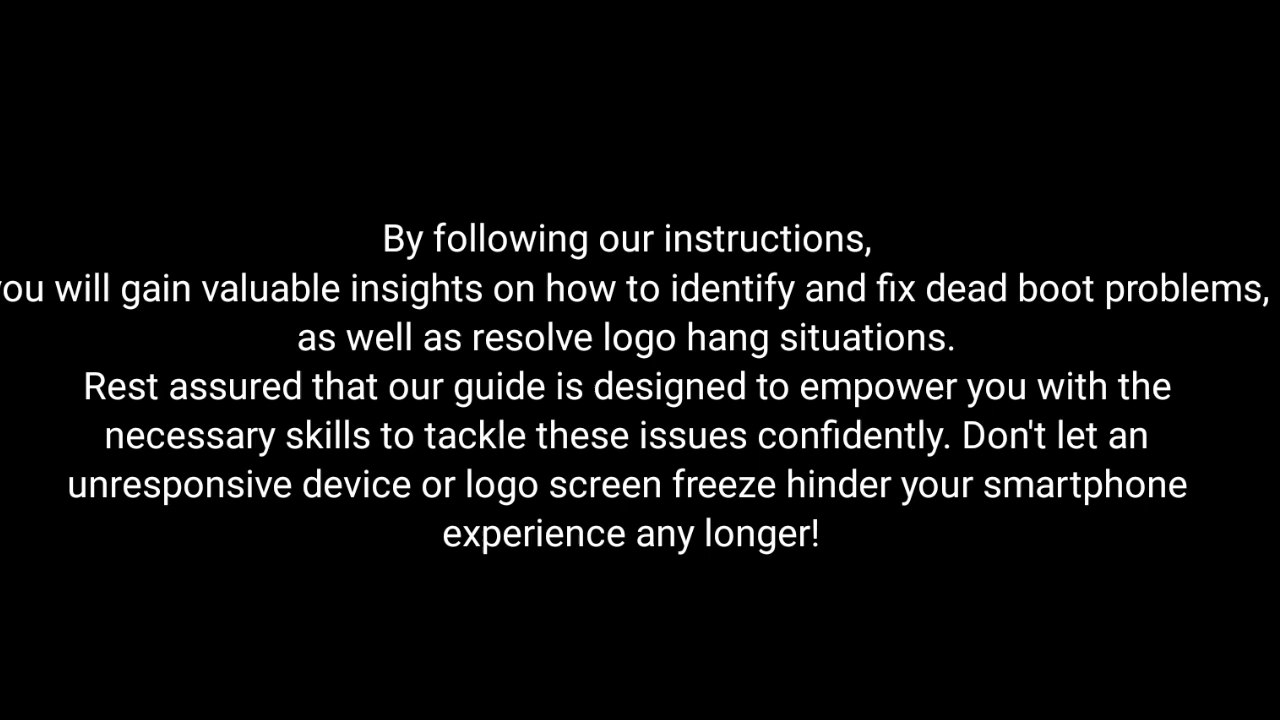 By following our instructions,
you will gain valuable insights on how to identify and fix dead boot problems,
as well as resolve logo hang situations.
Rest assured that our guide is designed to empower you with the
necessary skills to tackle these issues confidently. Don't let an
unresponsive device or logo screen freeze hinder your smartphone
experience any longer!